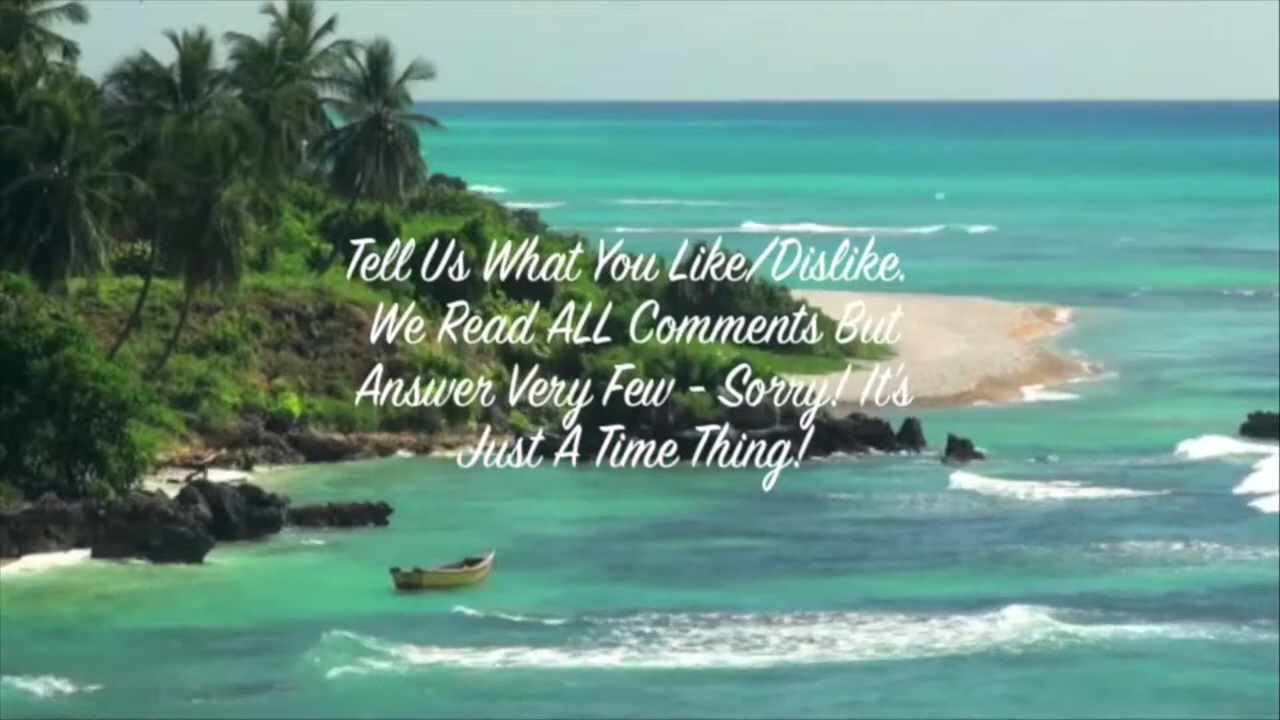 Tell Us What You Like/Dislike.
We Read ALL Comments But
Answer Very Few - Sorry! It's
Just A Time Thing!